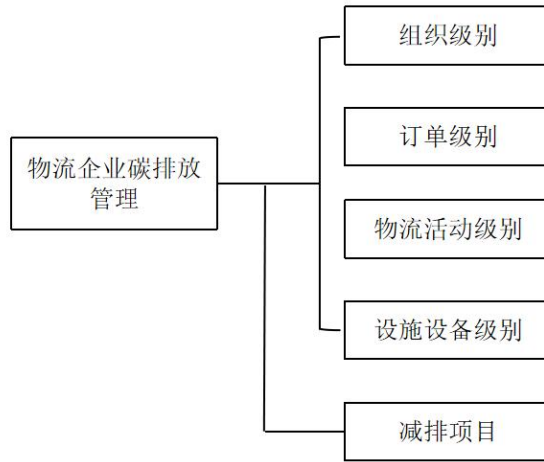 组织级别
订单级别
物流企业碳排放
管理
物流活动级别
设施设备级别
减排项目